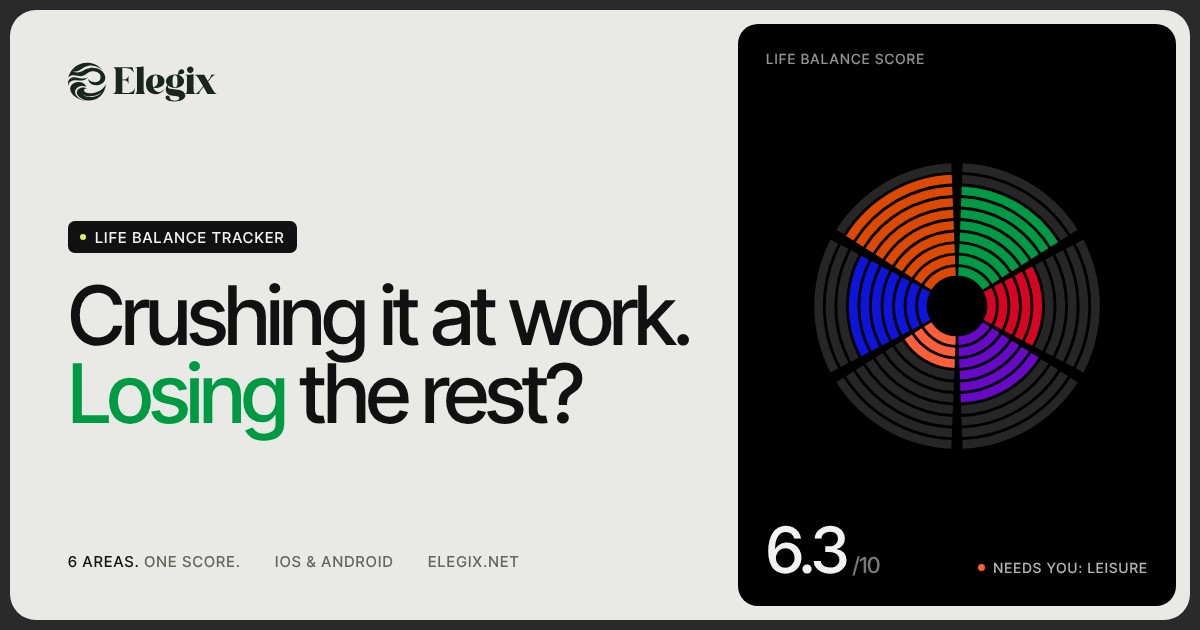 Elegix
LIFE BALANCE TRACKER
Crushing it at work.
Losing the rest?
6 AREAS. ONE SCORE. IOS & ANDROID ELEGIX.NET
LIFE BALANCE SCORE
6.3 /10
NEEDS YOU: LEISURE